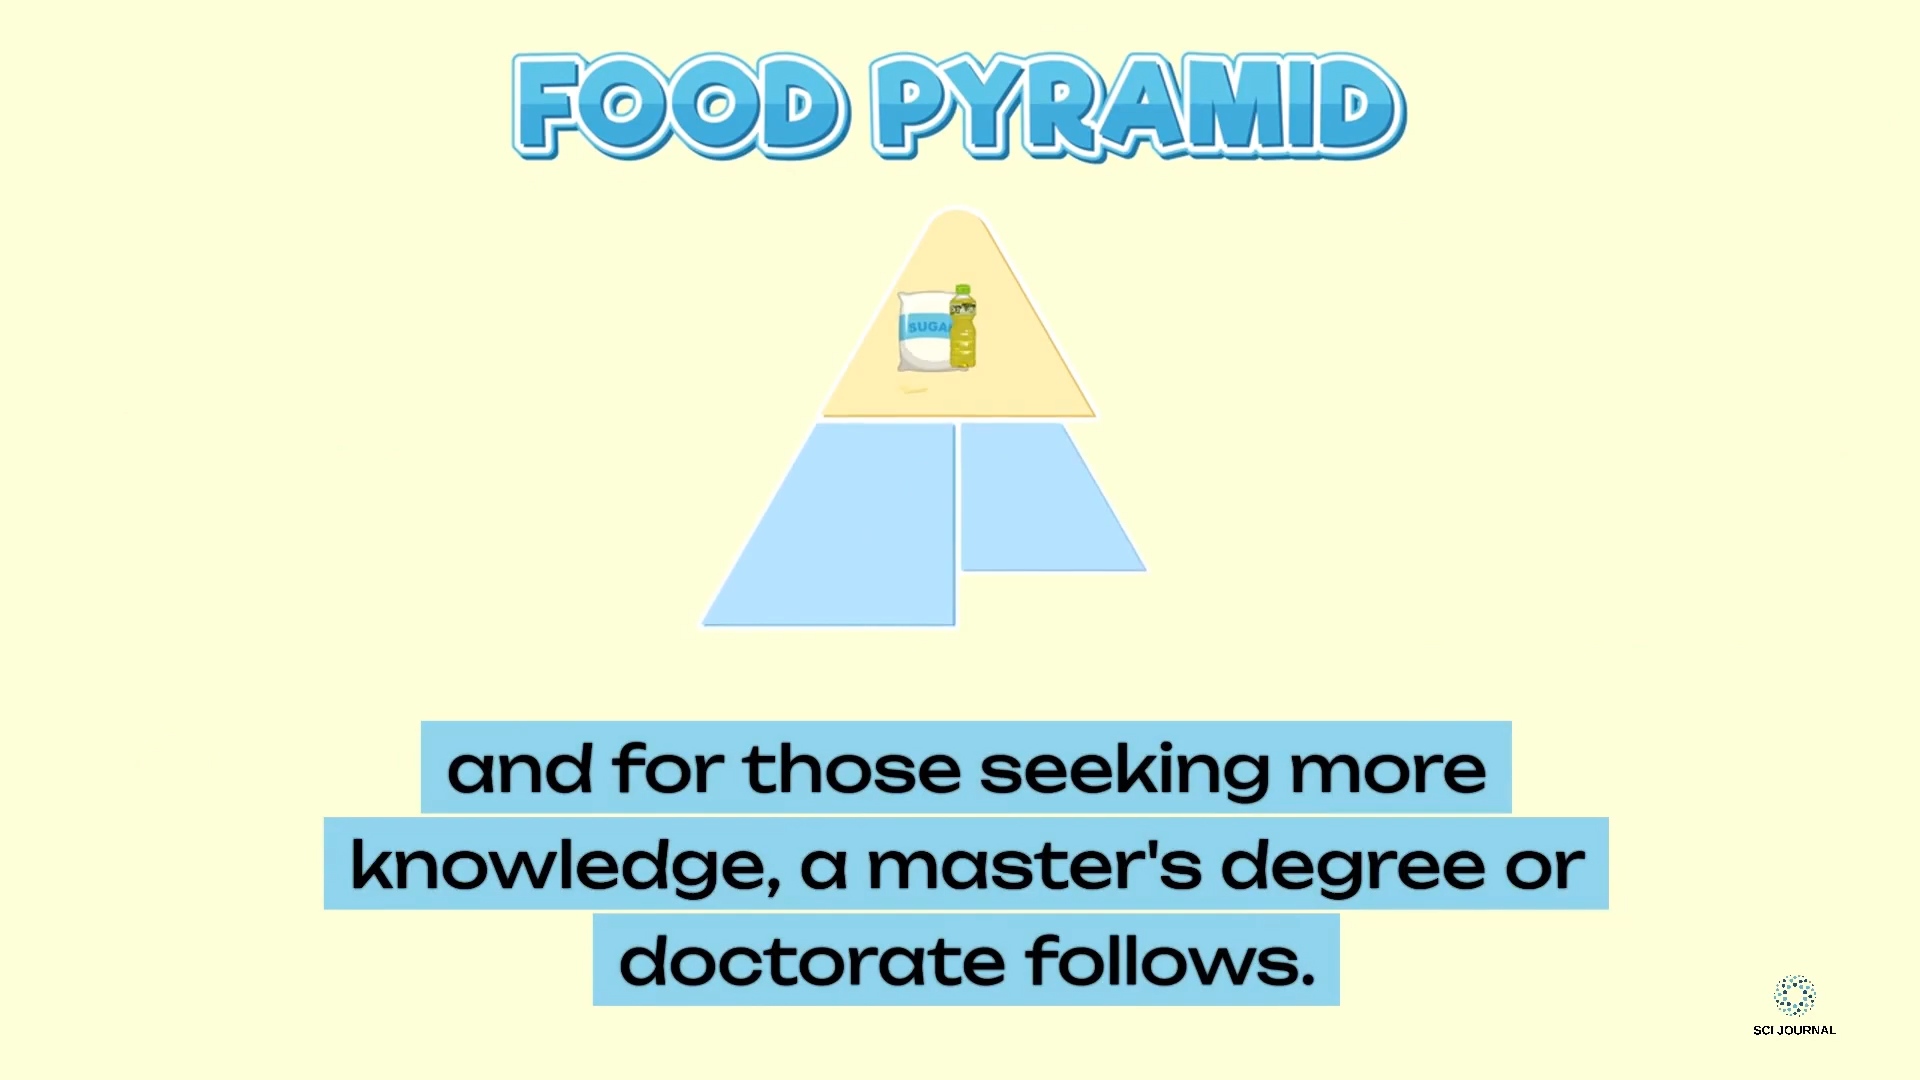 FOOD PYRAMID
and for those seeking more
knowledge, a master's degree or
doctorate follows.
SCI JOURNAL